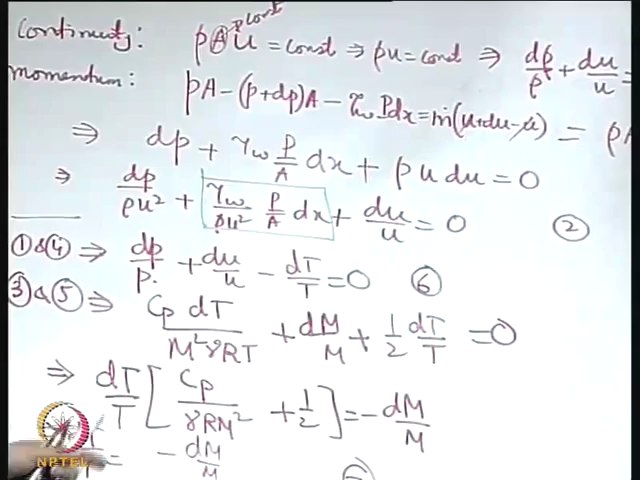 Continuity: ρAu = const ⇒ ρu = const ⇒ dρ/ρ + du/u =
Momentum: pA - (p+dp)A - τw P dx = ṁ(u+du-u) = ρA
⇒ dp + τw P/A dx + ρu du = 0
⇒ dp/ρu² + τw/ρu² P/A dx + du/u = 0 ②
①&④ ⇒ dp/p + du/u - dT/T = 0 ⑥
③&⑤ ⇒ Cp dT/M²γRT + dM/M + 1/2 dT/T = 0
⇒ dT/T [Cp/γRM² + 1/2] = -dM/M
= -dM/M
NPTEL